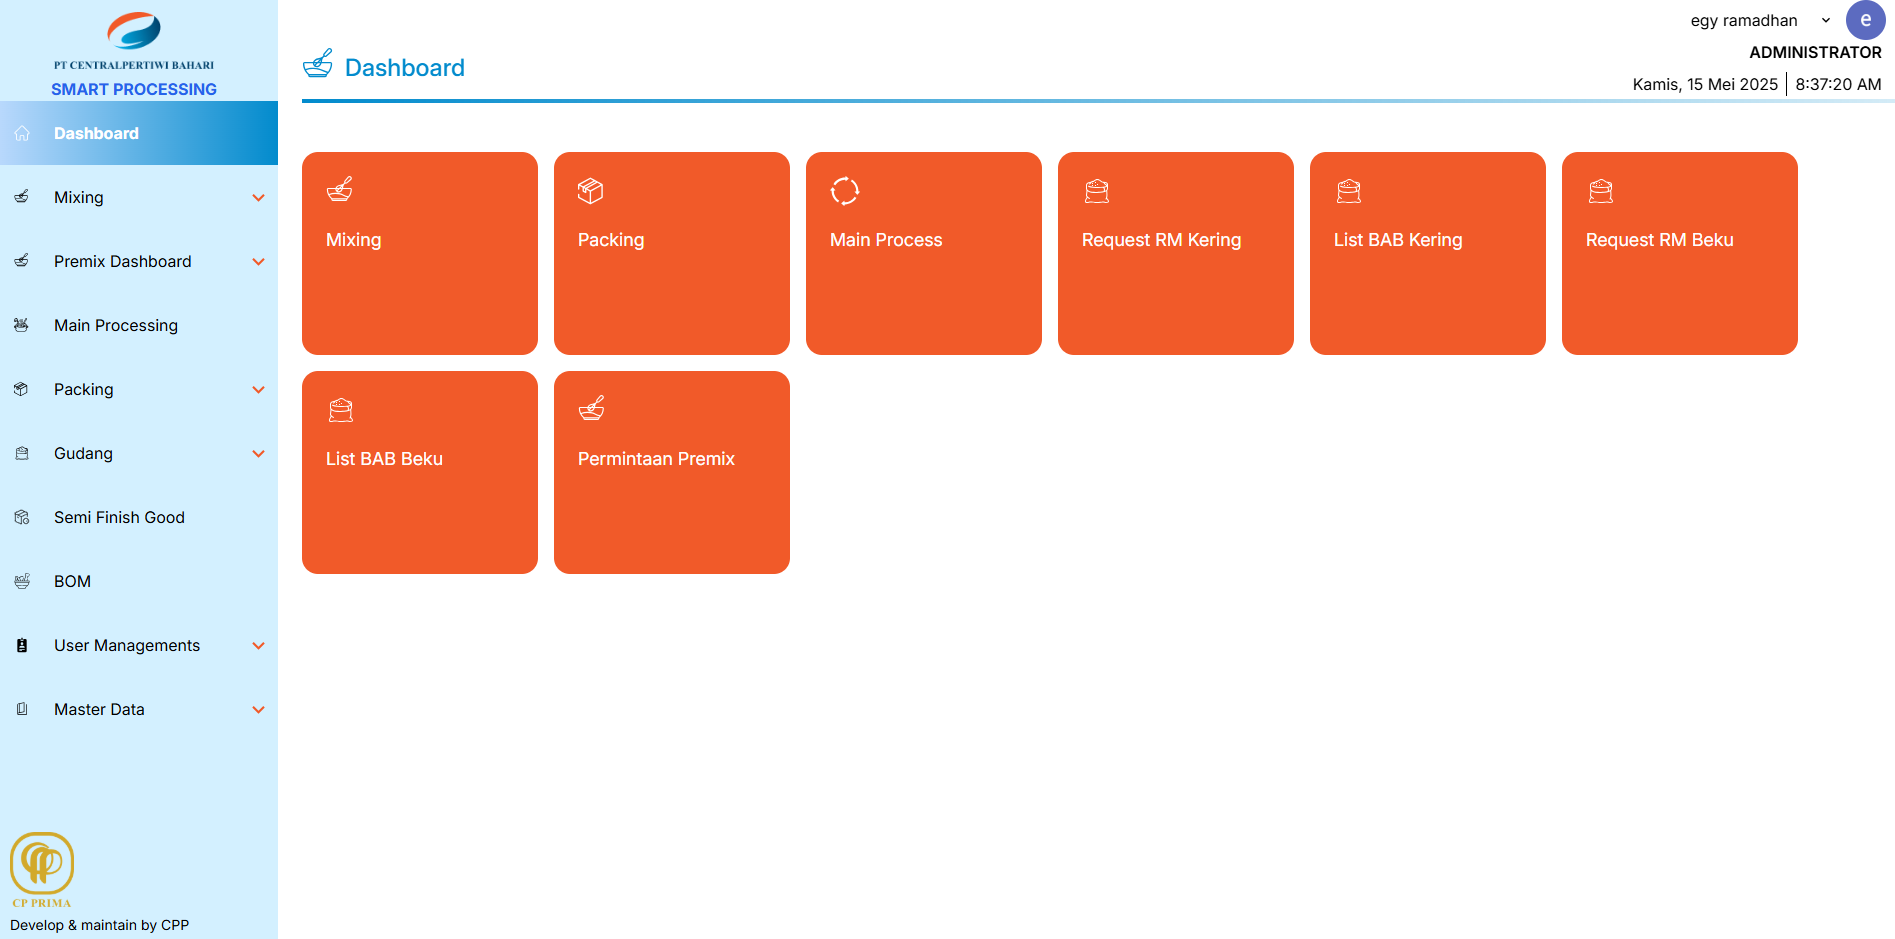 PT CENTRALPERTIWI BAHARI
SMART PROCESSING
Dashboard
Mixing
Premix Dashboard
Main Processing
Packing
Gudang
Semi Finish Good
BOM
User Managements
Master Data
CP PRIMA
Develop & maintain by CPP
egy ramadhan
e
ADMINISTRATOR
Kamis, 15 Mei 2025 8:37:20 AM
Dashboard
Mixing
Packing
Main Process
Request RM Kering
List BAB Kering
Request RM Beku
List BAB Beku
Permintaan Premix